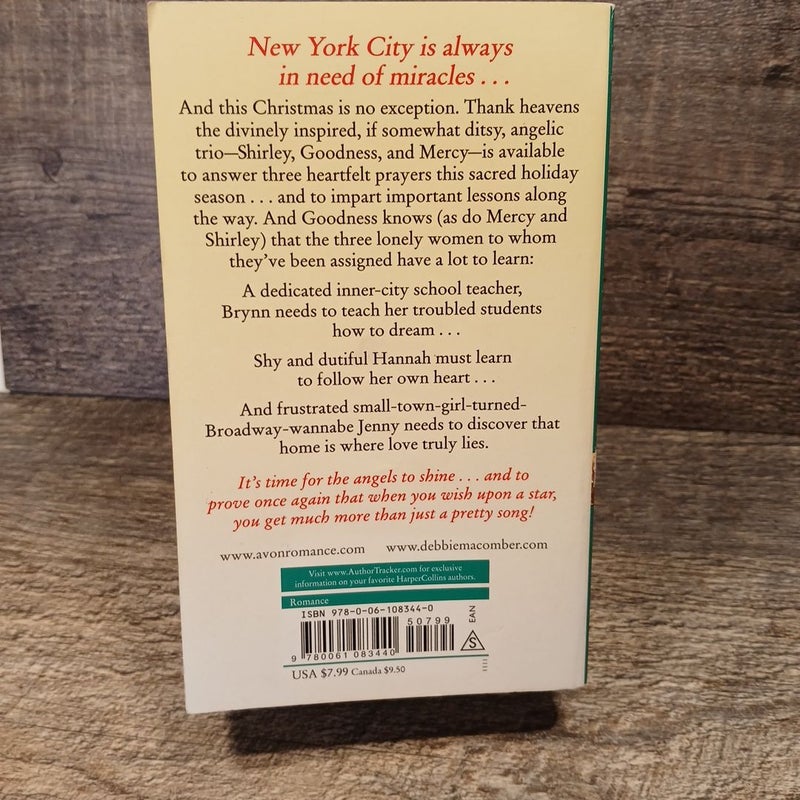 New York City is always
in need of miracles . . .
And this Christmas is no exception. Thank heavens
the divinely inspired, if somewhat ditsy, angelic
trio—Shirley, Goodness, and Mercy—is available
to answer three heartfelt prayers this sacred holiday
season . . . and to impart important lessons along
the way. And Goodness knows (as do Mercy and
Shirley) that the three lonely women to whom
they've been assigned have a lot to learn:
A dedicated inner-city school teacher,
Brynn needs to teach her troubled students
how to dream . . .
Shy and dutiful Hannah must learn
to follow her own heart . . .
And frustrated small-town-girl-turned-
Broadway-wannabe Jenny needs to discover that
home is where love truly lies.
It's time for the angels to shine . . . and to
prove once again that when you wish upon a star,
you get much more than just a pretty song!
www.avonromance.com www.debbiemacomber.com
Visit www.AuthorTracker.com for exclusive
information on your favorite HarperCollins authors.
Romance
ISBN 978-0-06-108344-0
50799
EAN
S
9 780061 083440
USA $7.99 Canada $9.50